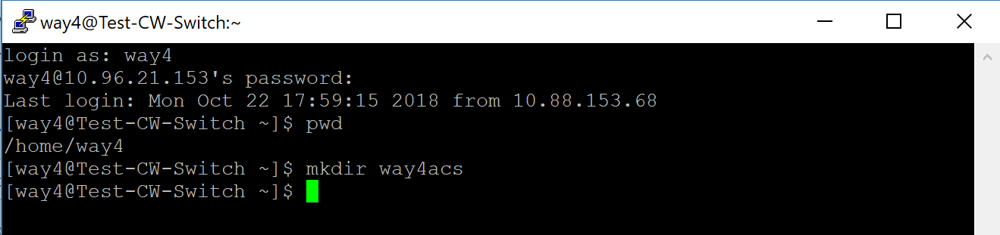 way4@Test-CW-Switch:~
login as: way4
way4@10.96.21.153's password:
Last login: Mon Oct 22 17:59:15 2018 from 10.88.153.68
[way4@Test-CW-Switch ~]$ pwd
/home/way4
[way4@Test-CW-Switch ~]$ mkdir way4acs
[way4@Test-CW-Switch ~]$